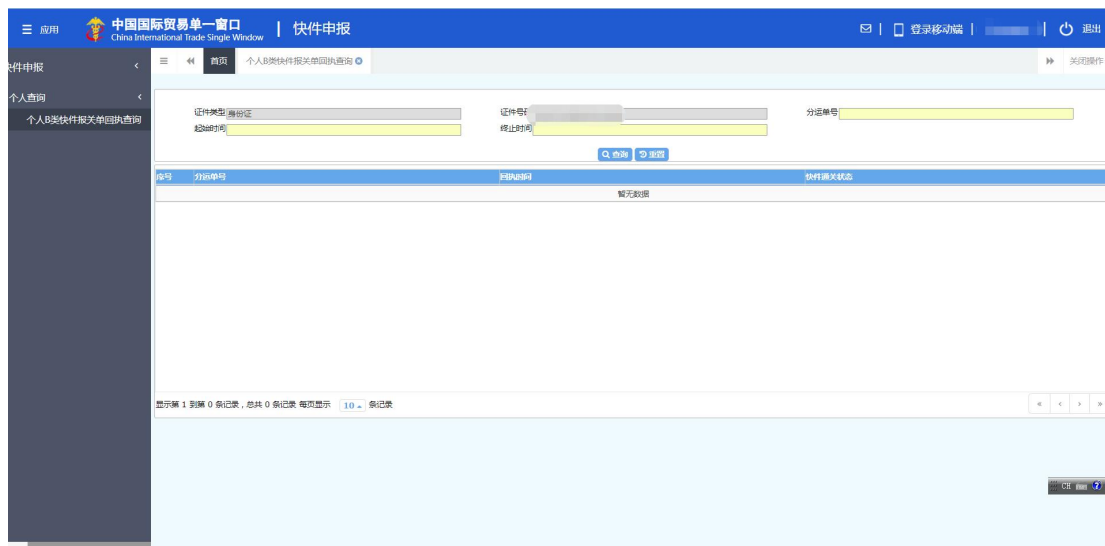 ☰ 应用 中国国际贸易单一窗口 | 快件申报 | 登录移动端 | | 退出
China International Trade Single Window
快件申报 首页 个人B类快件报关单回执查询 关闭操作
个人查询
个人B类快件报关单回执查询
证件类型 身份证 证件号码 分运单号
起始时间 终止时间
查询 重置
序号 分运单号 回执时间 快件通关状态
暂无数据
显示第 1 到第 0 条记录，总共 0 条记录 每页显示 10 条记录
« ‹ › »
CH